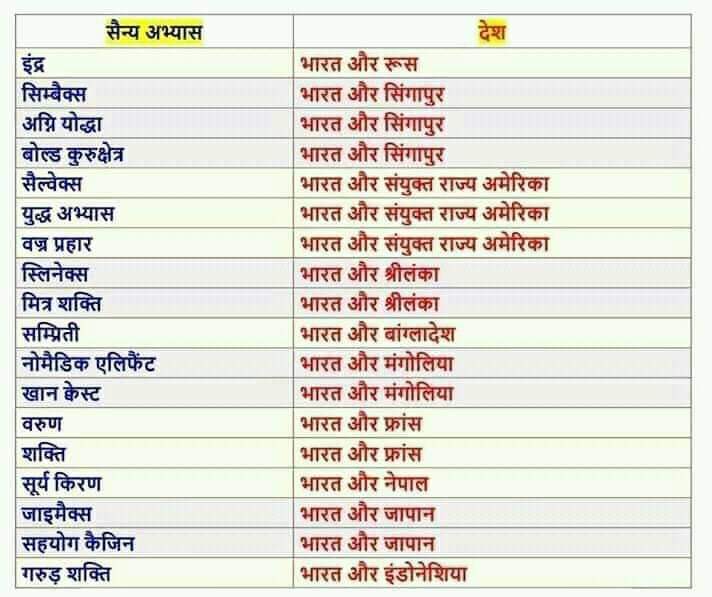 सैन्य अभ्यास देश
इंद्र भारत और रूस
सिम्बैक्स भारत और सिंगापुर
अग्नि योद्धा भारत और सिंगापुर
बोल्ड कुरुक्षेत्र भारत और सिंगापुर
सैल्वेक्स भारत और संयुक्त राज्य अमेरिका
युद्ध अभ्यास भारत और संयुक्त राज्य अमेरिका
वज्र प्रहार भारत और संयुक्त राज्य अमेरिका
स्लिनेक्स भारत और श्रीलंका
मित्र शक्ति भारत और श्रीलंका
सम्प्रिती भारत और बांग्लादेश
नोमैडिक एलिफैंट भारत और मंगोलिया
खान क्वेस्ट भारत और मंगोलिया
वरुण भारत और फ्रांस
शक्ति भारत और फ्रांस
सूर्य किरण भारत और नेपाल
जाइमैक्स भारत और जापान
सहयोग कैजिन भारत और जापान
गरुड़ शक्ति भारत और इंडोनेशिया